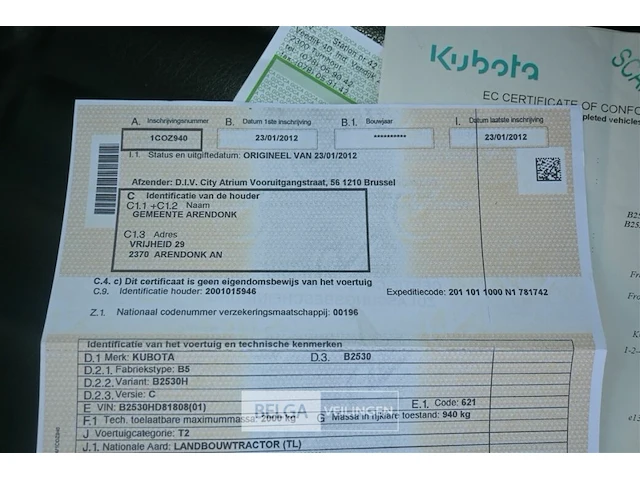 Kubota
EC CERTIFICATE OF
A. Inschrijvingsnummer B. Datum 1ste inschrijving B.1. Bouwjaar I. Datum laatste inschrijving
1COZ940 23/01/2012 ********** 23/01/2012
I.1. Status en uitgiftedatum: ORIGINEEL VAN 23/01/2012
Afzender: D.I.V. City Atrium Vooruitgangstraat, 56 1210 Brussel
C Identificatie van de houder
C1.1 +C1.2 Naam
GEMEENTE ARENDONK
C1.3 Adres
VRIJHEID 29
2370 ARENDONK AN
C.4. c) Dit certificaat is geen eigendomsbewijs van het voertuig
C.9. Identificatie houder: 2001015946 Expeditiecode: 201 101 1000 N1 781742
Z.1. Nationaal codenummer verzekeringsmaatschappij: 00196
Identificatie van het voertuig en technische kenmerken
D.1 Merk: KUBOTA D.3. B2530
D.2.1. Fabriekstype: B5
D.2.2. Variant: B2530H
D.2.3. Versie: C
E VIN: B2530HD81808(01) E.1. Code: 621
F.1 Tech. toelaatbare maximummassa: 2000 kg G Massa in rijklare toestand: 940 kg
J Voertuigcategorie: T2
J.1. Nationale Aard: LANDBOUWTRACTOR (TL)
BELGA VEILINGEN